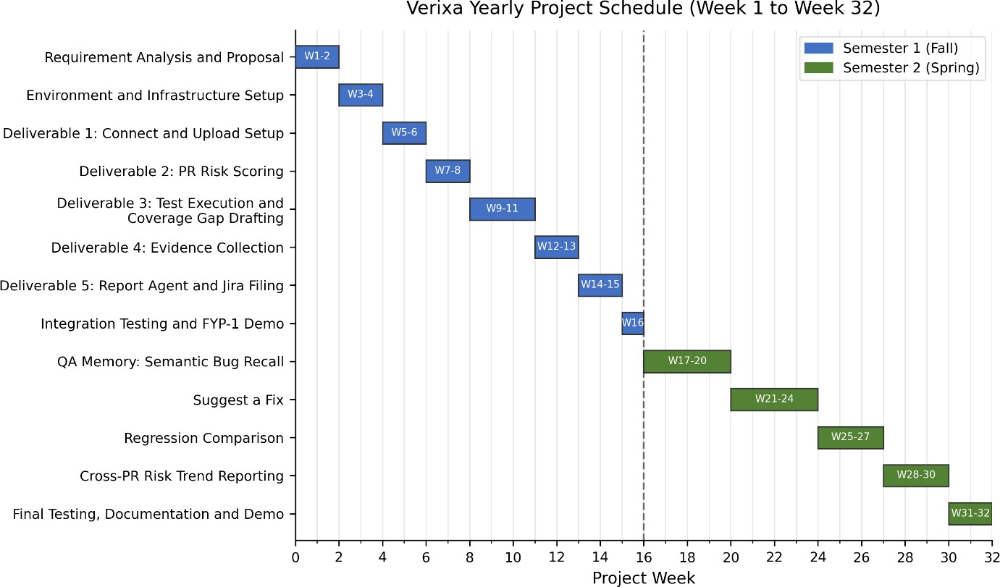 Verixa Yearly Project Schedule (Week 1 to Week 32)
Semester 1 (Fall)
Semester 2 (Spring)
Requirement Analysis and Proposal
W1-2
Environment and Infrastructure Setup
W3-4
Deliverable 1: Connect and Upload Setup
W5-6
Deliverable 2: PR Risk Scoring
W7-8
Deliverable 3: Test Execution and
Coverage Gap Drafting
W9-11
Deliverable 4: Evidence Collection
W12-13
Deliverable 5: Report Agent and Jira Filing
W14-15
Integration Testing and FYP-1 Demo
W16
QA Memory: Semantic Bug Recall
W17-20
Suggest a Fix
W21-24
Regression Comparison
W25-27
Cross-PR Risk Trend Reporting
W28-30
Final Testing, Documentation and Demo
W31-32
0 2 4 6 8 10 12 14 16 18 20 22 24 26 28 30 32
Project Week